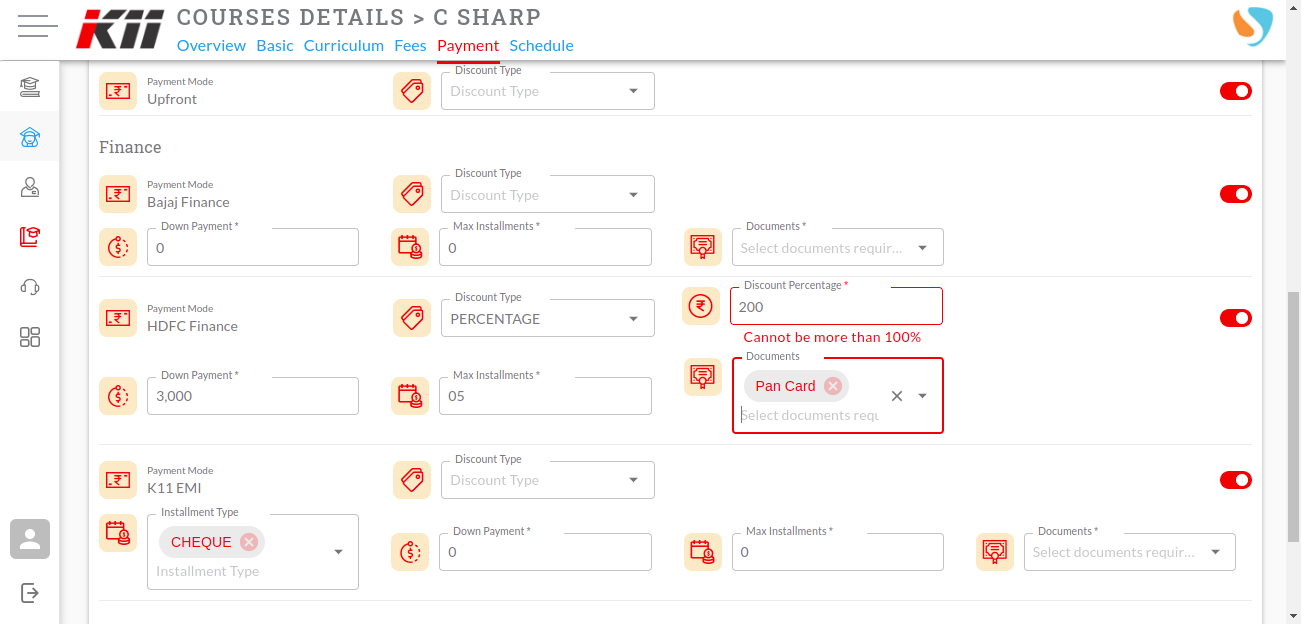 K11
COURSES DETAILS > C SHARP
Overview Basic Curriculum Fees Payment Schedule
Payment Mode
Upfront
Discount Type
Discount Type
Finance
Payment Mode
Bajaj Finance
Discount Type
Discount Type
Down Payment *
0
Max Installments *
0
Documents *
Select documents requir...
Payment Mode
HDFC Finance
Discount Type
PERCENTAGE
Discount Percentage *
200
Cannot be more than 100%
Down Payment *
3,000
Max Installments *
05
Documents
Pan Card
Select documents requ
Payment Mode
K11 EMI
Discount Type
Discount Type
Installment Type
CHEQUE
Installment Type
Down Payment *
0
Max Installments *
0
Documents *
Select documents requir...